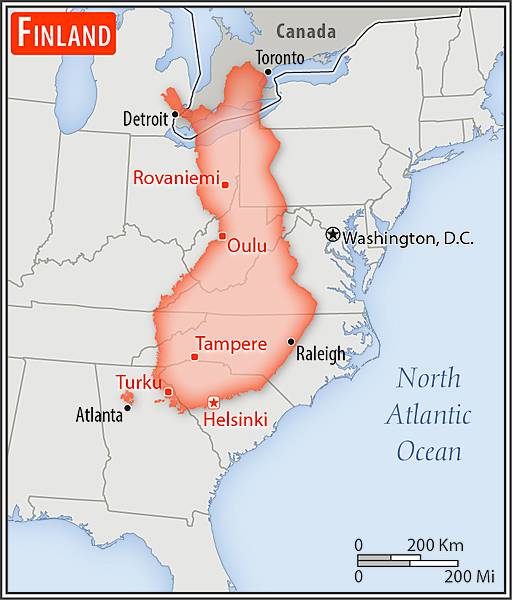 FINLAND
Canada
Toronto
Detroit
Rovaniemi
Oulu
Washington, D.C.
Tampere
Raleigh
Turku
Atlanta
Helsinki
North
Atlantic
Ocean
0 200 Km
0 200 Mi